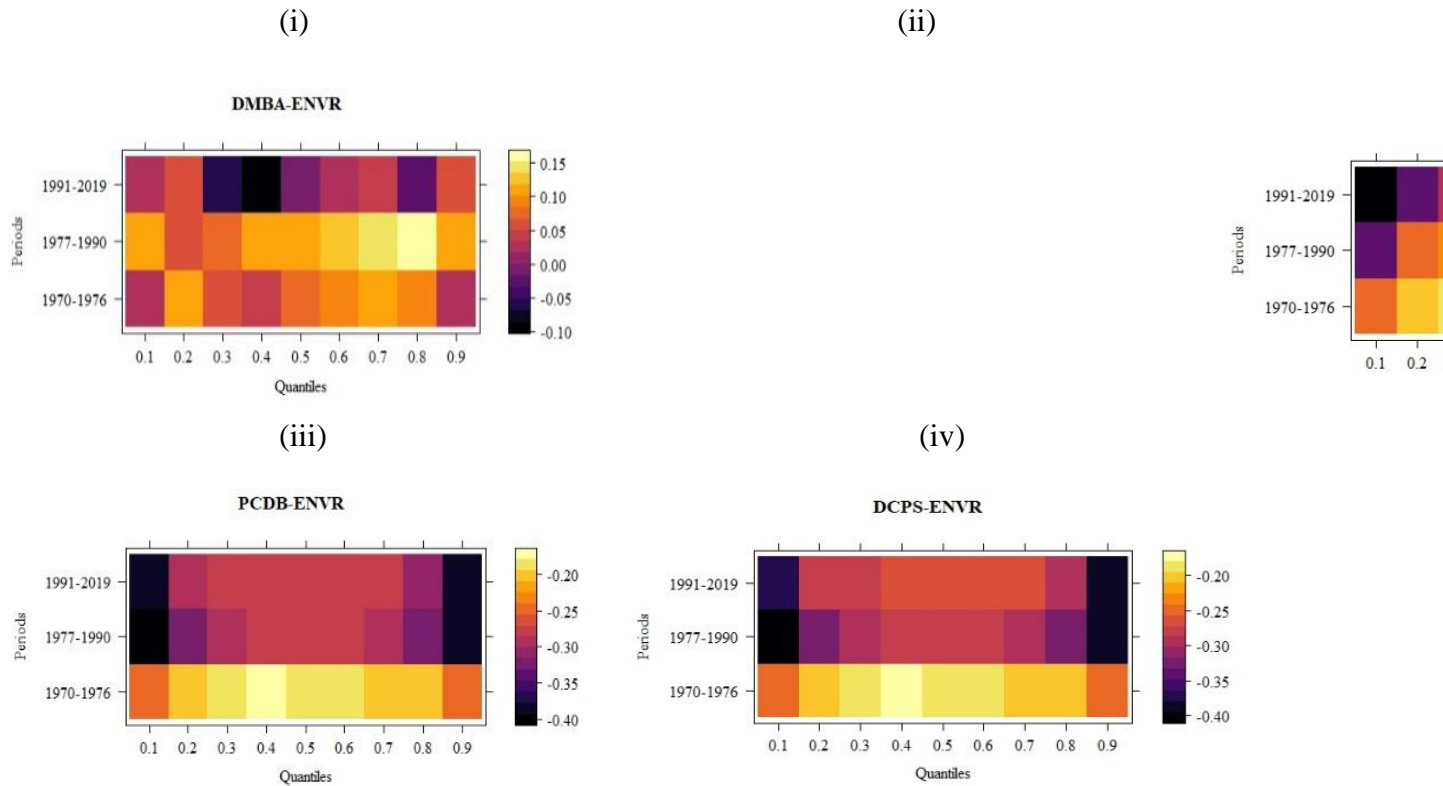 (i)
(ii)
DMBA-ENVR
Periods
1991-2019
1977-1990
1970-1976
0.1 0.2 0.3 0.4 0.5 0.6 0.7 0.8 0.9
Quantiles
0.15
0.10
0.05
0.00
-0.05
-0.10
Periods
1991-2019
1977-1990
1970-1976
0.1 0.2
(iii)
(iv)
PCDB-ENVR
Periods
1991-2019
1977-1990
1970-1976
0.1 0.2 0.3 0.4 0.5 0.6 0.7 0.8 0.9
Quantiles
-0.20
-0.25
-0.30
-0.35
-0.40
DCPS-ENVR
Periods
1991-2019
1977-1990
1970-1976
0.1 0.2 0.3 0.4 0.5 0.6 0.7 0.8 0.9
Quantiles
-0.20
-0.25
-0.30
-0.35
-0.40